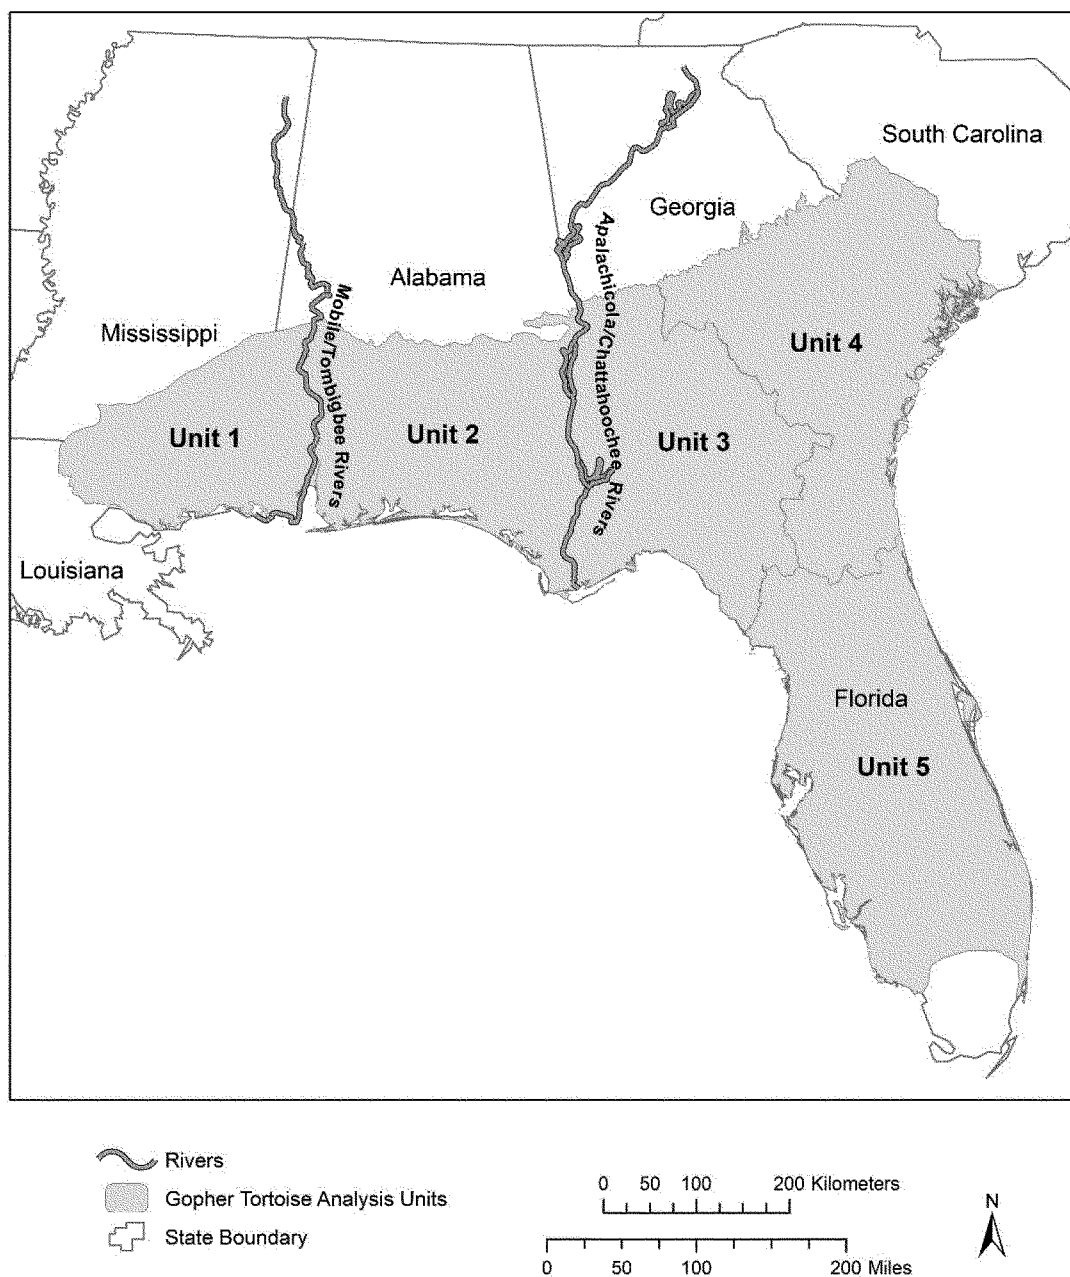 South Carolina
Georgia
Alabama
Mississippi
Mobile/Tombigbee Rivers
Apalachicola/Chattahoochee Rivers
Unit 4
Unit 1
Unit 2
Unit 3
Louisiana
Florida
Unit 5
Rivers
Gopher Tortoise Analysis Units
State Boundary
0 50 100 200 Kilometers
0 50 100 200 Miles
N